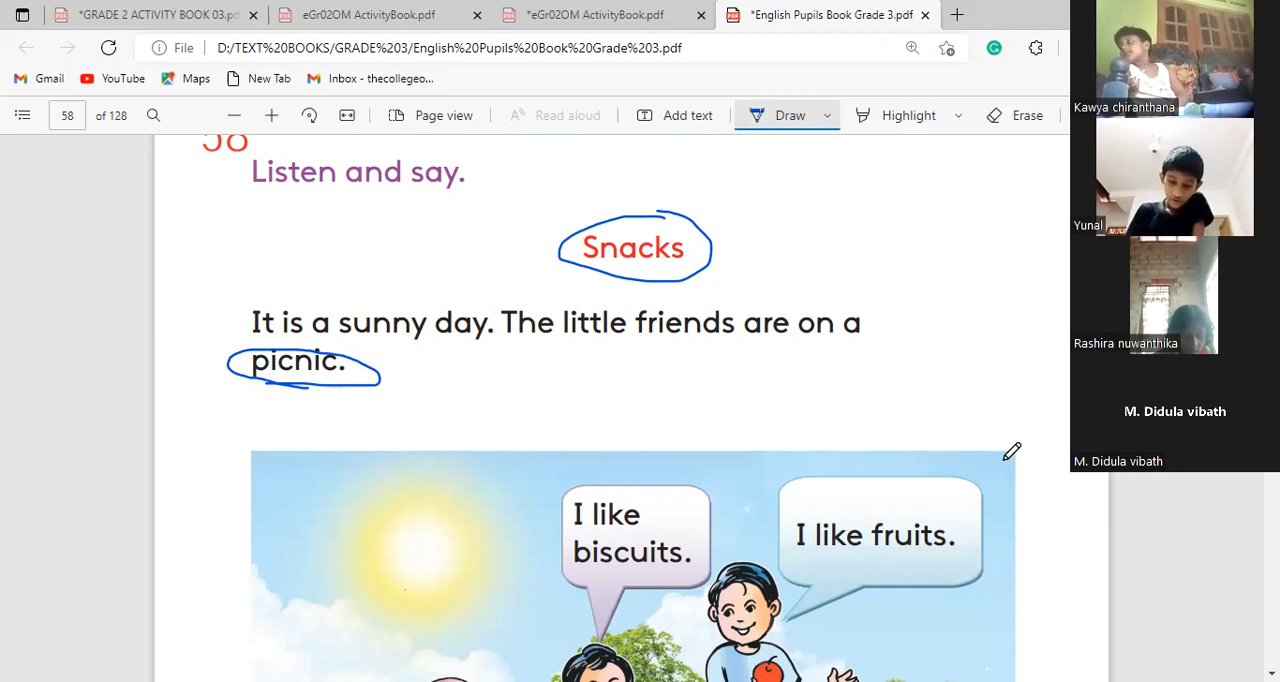 *GRADE 2 ACTIVITY BOOK 03.pd
eGr02OM ActivityBook.pdf
*eGr02OM ActivityBook.pdf
*English Pupils Book Grade 3.pdf
File
D:/TEXT%20BOOKS/GRADE%203/English%20Pupils%20Book%20Grade%203.pdf
Gmail
YouTube
Maps
New Tab
Inbox - thecollegeo...
58
of 128
Page view
Read aloud
Add text
Draw
Highlight
Erase
58
Listen and say.
Snacks
It is a sunny day. The little friends are on a
picnic.
I like
biscuits.
I like fruits.
Kawya chiranthana
Yunal
Rashira nuwanthika
M. Didula vibath
M. Didula vibath